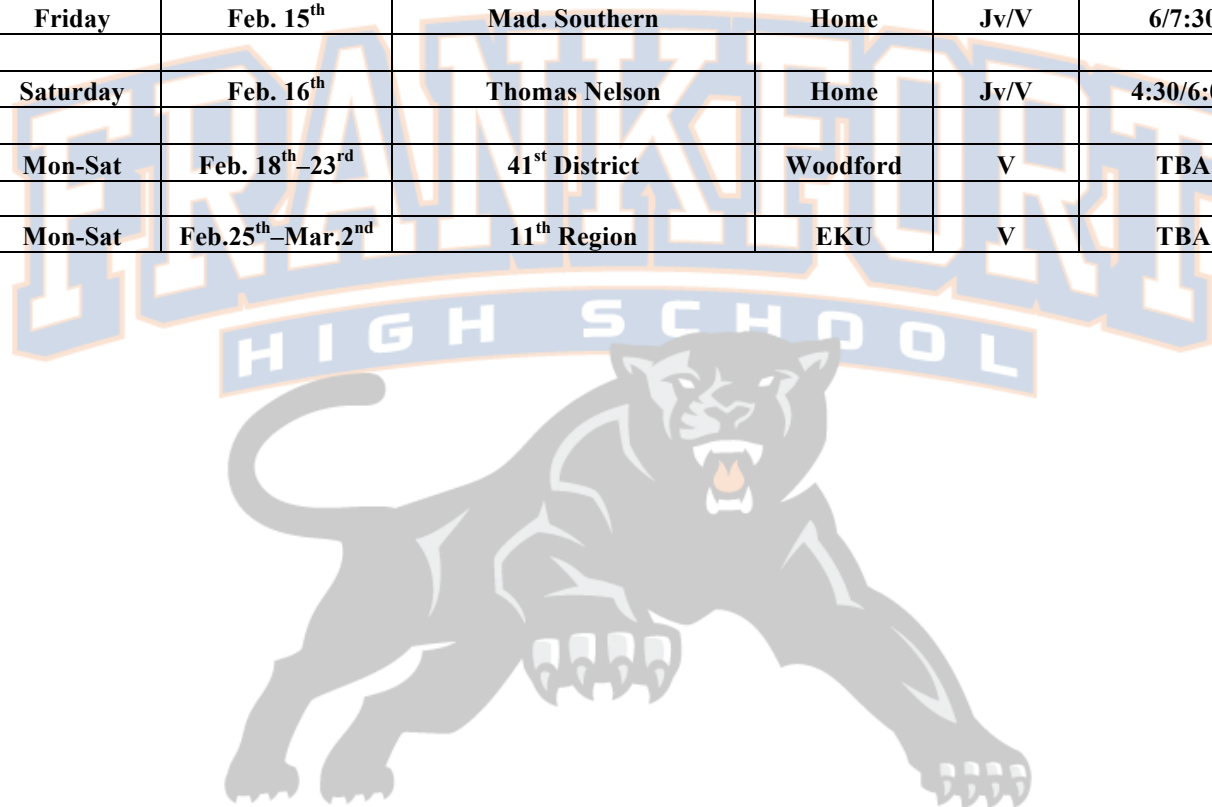 Friday Feb. 15th Mad. Southern Home Jv/V 6/7:30
Saturday Feb. 16th Thomas Nelson Home Jv/V 4:30/6:
Mon-Sat Feb. 18th–23rd 41st District Woodford V TBA
Mon-Sat Feb.25th–Mar.2nd 11th Region EKU V TBA
FRANKFORT
HIGH SCHOOL